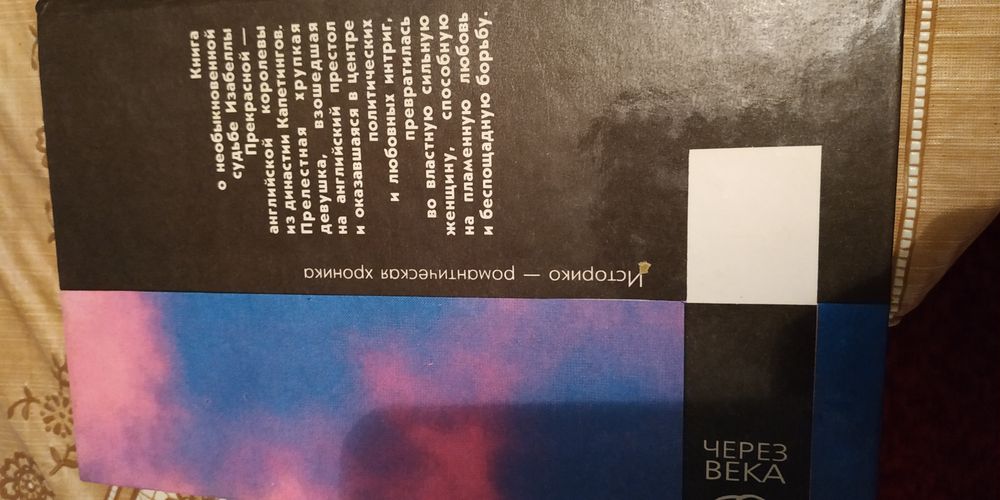 Книга
о необыкновенной
судьбе Изабеллы
Прекрасной —
английской королевы
из династии Капетингов.
Прелестная хрупкая
девушка, взошедшая
на английский престол
и оказавшаяся в центре
политических
и любовных интриг,
превратилась
во властную сильную
женщину, способную
на пламенную любовь
и беспощадную борьбу.
Историко — романтическая хроника
ЧЕРЕЗ
ВЕКА